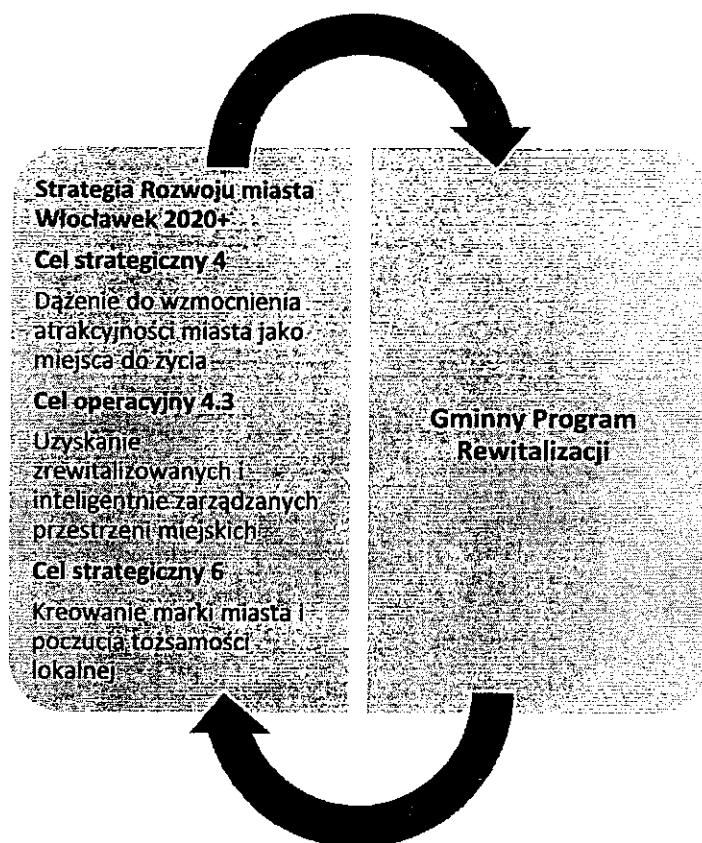 Strategia Rozwoju miasta
Włocławek 2020+
Cel strategiczny 4
Dążenie do wzmocnienia
atrakcyjności miasta jako
miejsca do życia
Cel operacyjny 4.3
Uzyskanie
zrewitalizowanych i
inteligentnie zarządzanych
przestrzeni miejskich
Cel strategiczny 6
Kreowanie marki miasta i
poczucia tożsamości
lokalnej
Gminny Program
Rewitalizacji